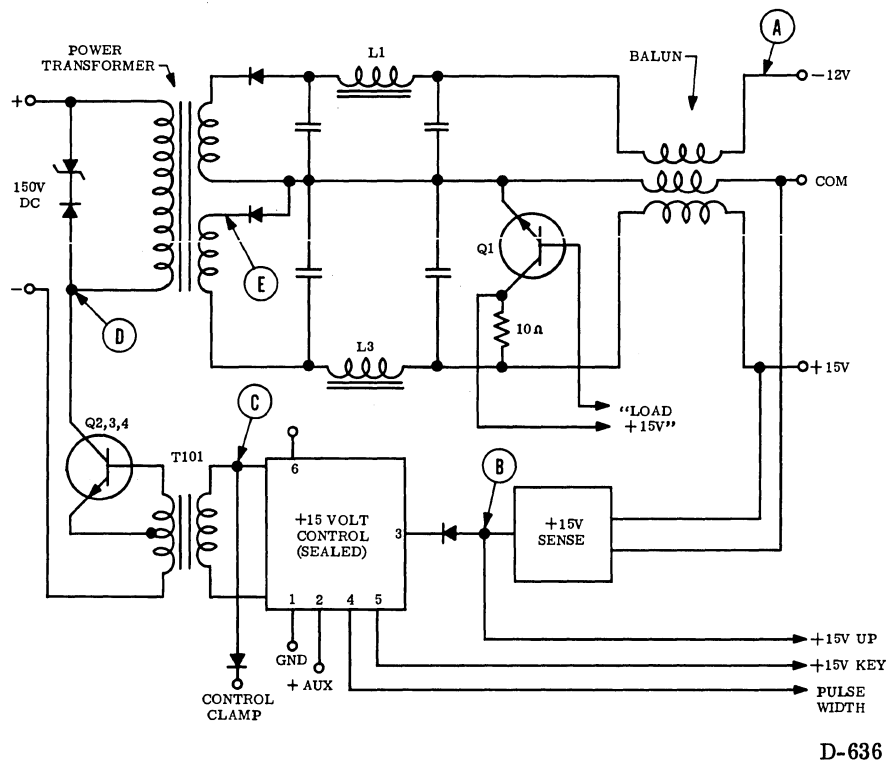 A
POWER
TRANSFORMER
L1
BALUN
-12V
+
150V
DC
COM
Q1
E
-
D
10Ω
L3
+15V
"LOAD
+15V"
C
Q2,3,4
T101
B
6
+15 VOLT
CONTROL
(SEALED)
3
+15V
SENSE
1 2 4 5
GND
+ AUX
+15V UP
+15V KEY
CONTROL
CLAMP
PULSE
WIDTH
D-636